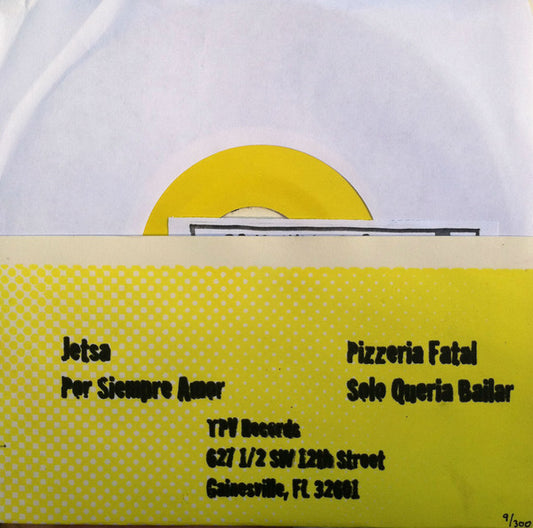 Jetsa
Por Siempre Amor
Pizzeria Fatal
Solo Queria Bailar
TPV Records
627 1/2 SW 12th Street
Gainesville, FL 32601
9/300